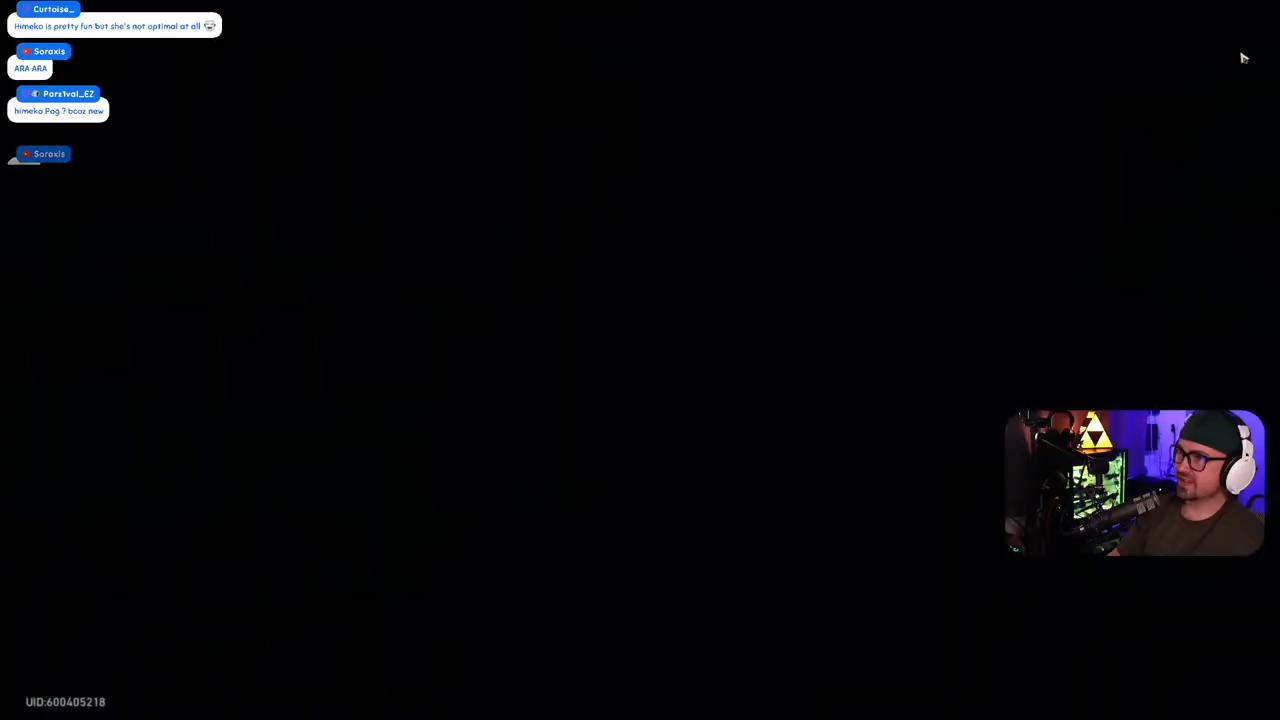 Curtoise_
Himeko is pretty fun but she's not optimal at all
Soraxis
ARA ARA
Parz1val_EZ
himeko Pog ? bcoz new
Soraxis
UID:600405218